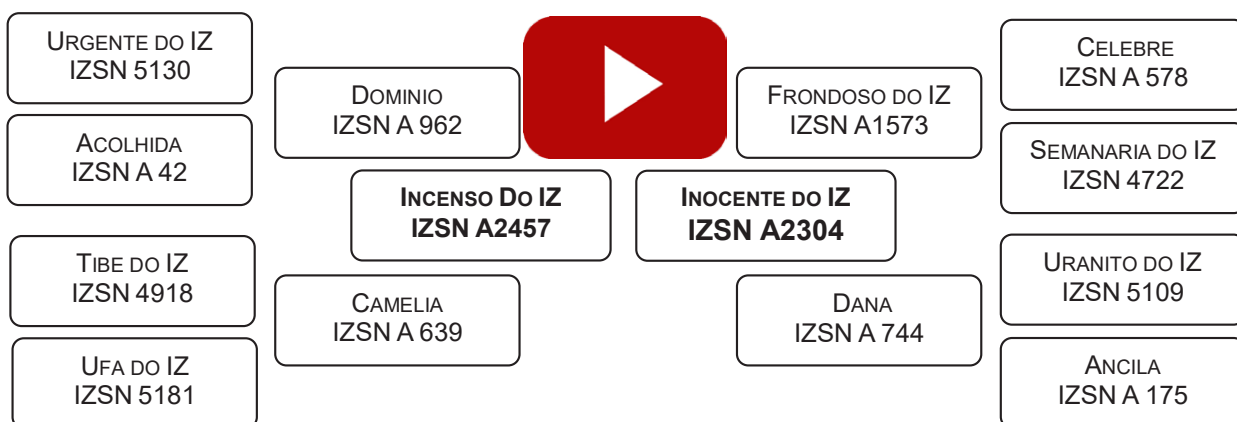 URGENTE DO IZ
IZSN 5130
ACOLHIDA
IZSN A 42
TIBE DO IZ
IZSN 4918
UFA DO IZ
IZSN 5181
DOMINIO
IZSN A 962
CAMELIA
IZSN A 639
INCENSO DO IZ
IZSN A2457
INOCENTE DO IZ
IZSN A2304
FRONDOSO DO IZ
IZSN A1573
DANA
IZSN A 744
CELEBRE
IZSN A 578
SEMANARIA DO IZ
IZSN 4722
URANITO DO IZ
IZSN 5109
ANCILA
IZSN A 175